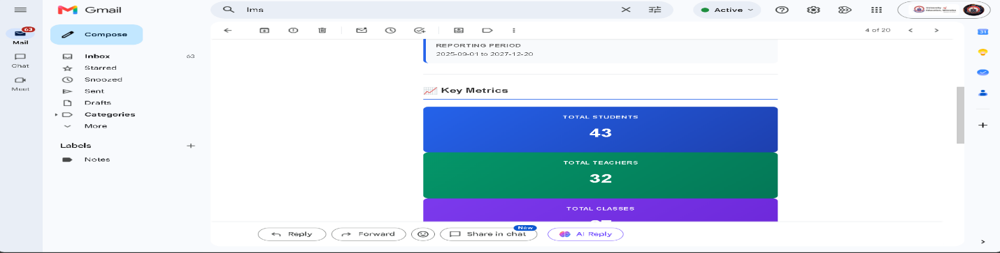 Gmail
lms
Active
63
Mail
Chat
Meet
Compose
Inbox 63
Starred
Snoozed
Sent
Drafts
Categories
More
Labels
Notes
4 of 20
REPORTING PERIOD
2025-09-01 to 2027-12-20
Key Metrics
TOTAL STUDENTS
43
TOTAL TEACHERS
32
TOTAL CLASSES
Reply
Forward
Share in chat
New
AI Reply
University of
31